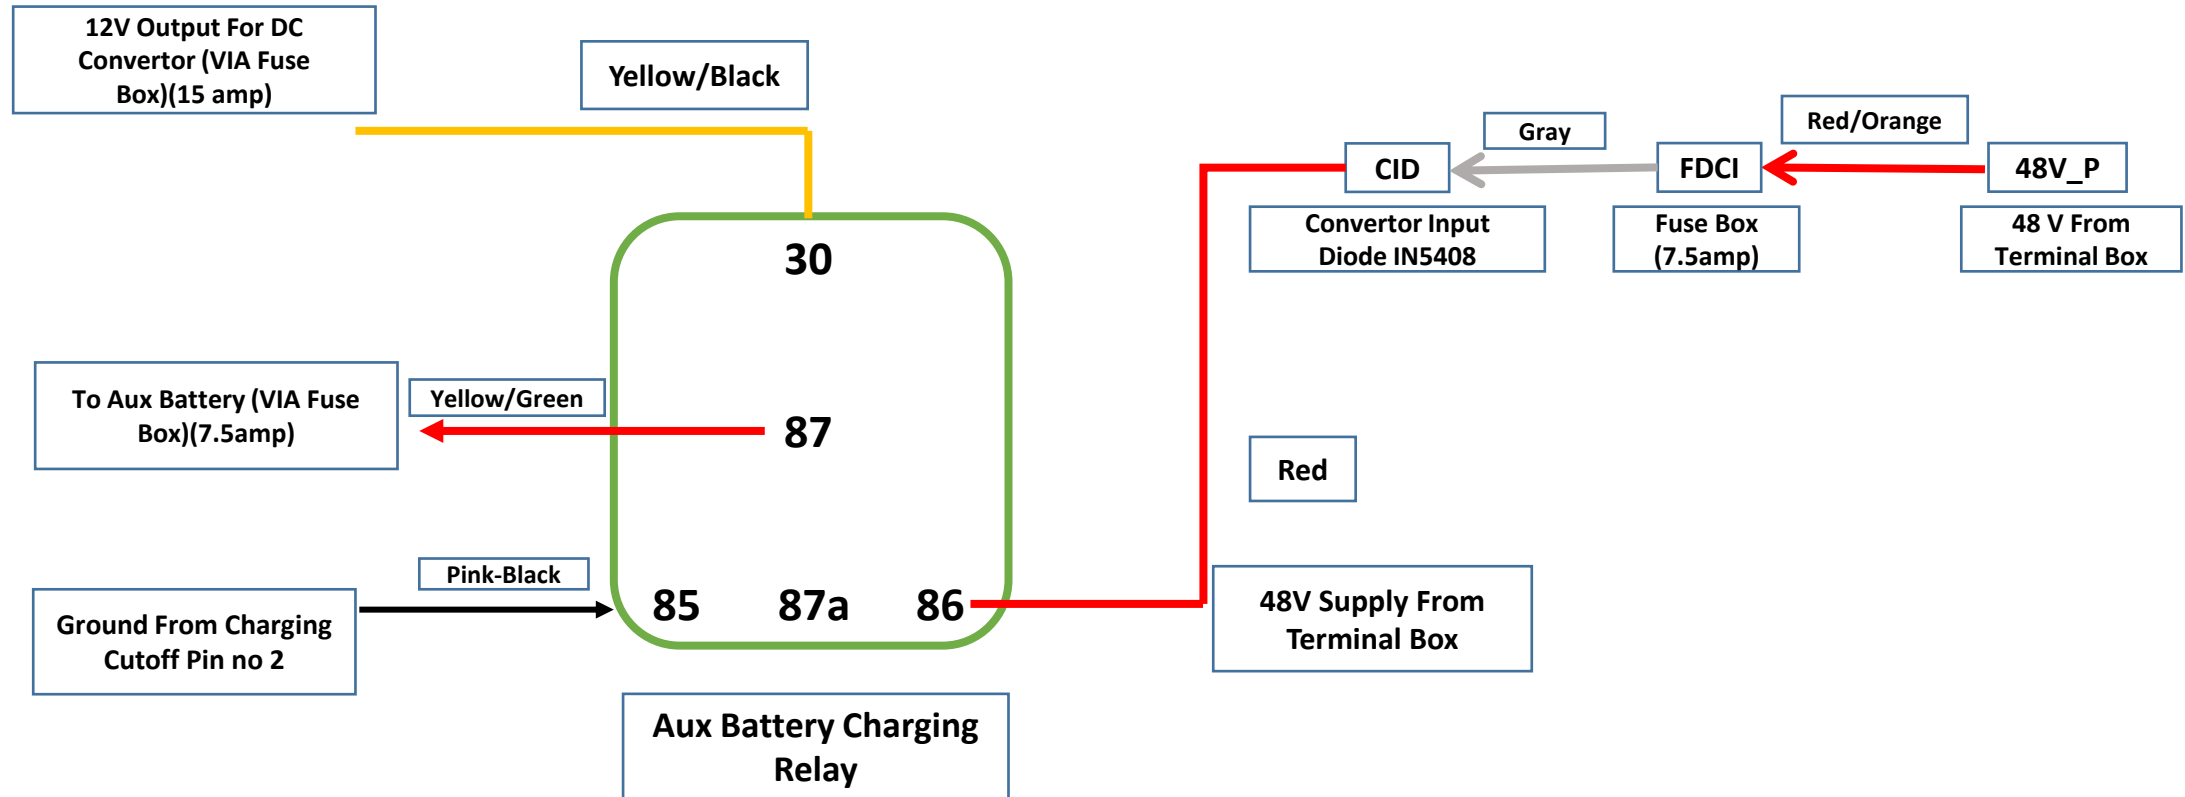 12V Output For DC
Convertor (VIA Fuse
Box)(15 amp)
Yellow/Black
Gray
Red/Orange
CID
FDCI
48V_P
Convertor Input
Diode IN5408
Fuse Box
(7.5amp)
48 V From
Terminal Box
30
To Aux Battery (VIA Fuse
Box)(7.5amp)
Yellow/Green
87
Red
Pink-Black
Ground From Charging
Cutoff Pin no 2
85
87a
86
48V Supply From
Terminal Box
Aux Battery Charging
Relay